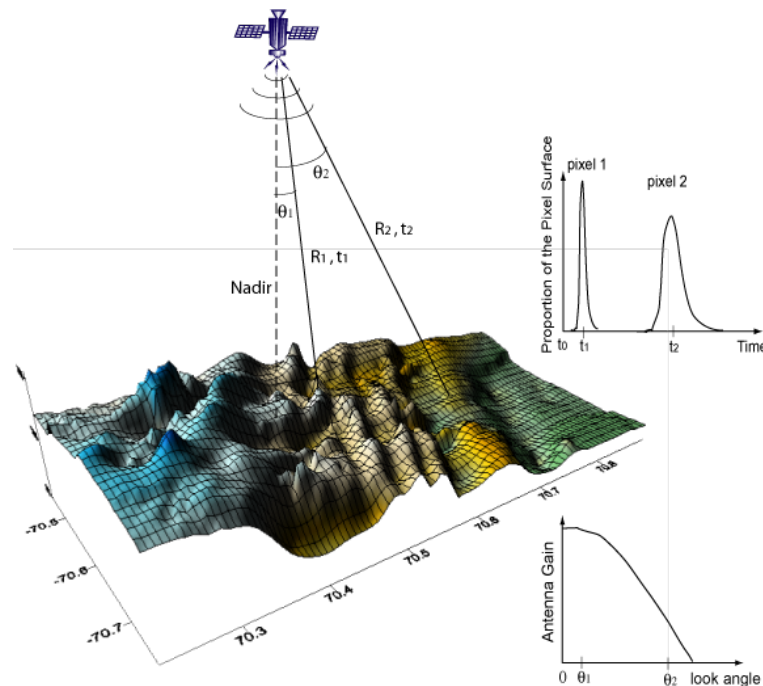 θ2
θ1
R2, t2
R1, t1
Nadir
pixel 1
pixel 2
Proportion of the Pixel Surface
t0 t1 t2 Time
-70.5
-70.6
-70.7
70.3
70.4
70.5
70.6
70.7
70.8
Antenna Gain
0 θ1 θ2 look angle